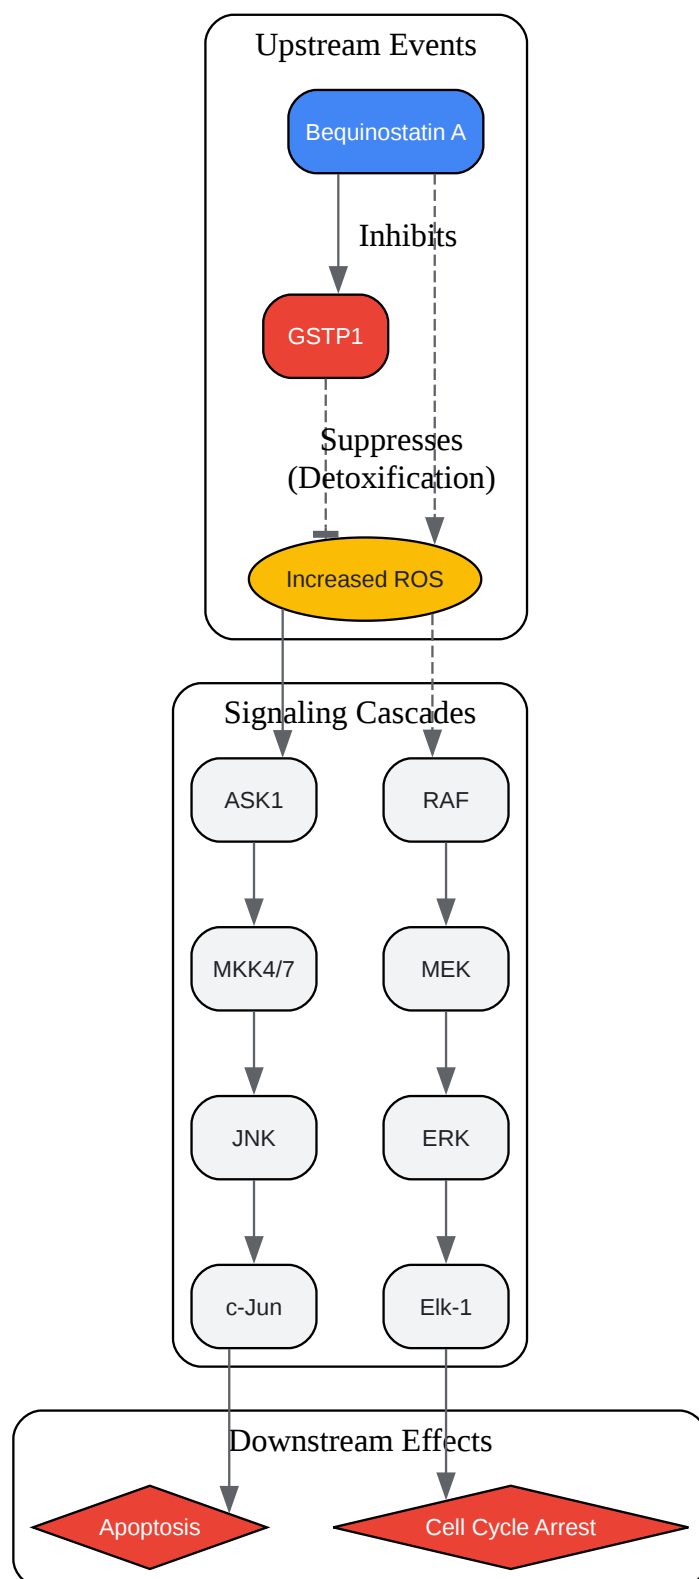 Upstream Events
Bequinostatin A
Inhibits
GSTP1
Suppresses
(Detoxification)
Increased ROS
Signaling Cascades
ASK1
RAF
MKK4/7
MEK
JNK
ERK
c-Jun
Elk-1
Downstream Effects
Apoptosis
Cell Cycle Arrest